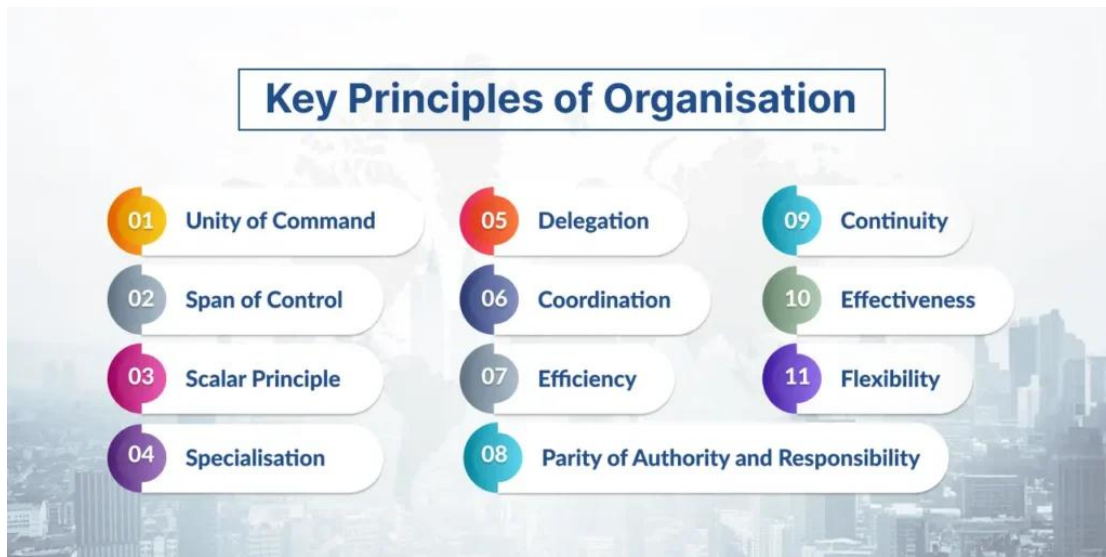 Key Principles of Organisation
01 Unity of Command
02 Span of Control
03 Scalar Principle
04 Specialisation
05 Delegation
06 Coordination
07 Efficiency
08 Parity of Authority and Responsibility
09 Continuity
10 Effectiveness
11 Flexibility